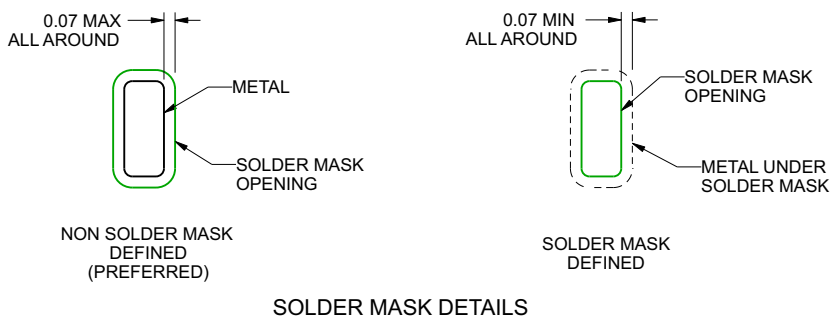 0.07 MAX
ALL AROUND
METAL
SOLDER MASK
OPENING
NON SOLDER MASK
DEFINED
(PREFERRED)
0.07 MIN
ALL AROUND
SOLDER MASK
OPENING
METAL UNDER
SOLDER MASK
SOLDER MASK
DEFINED
SOLDER MASK DETAILS